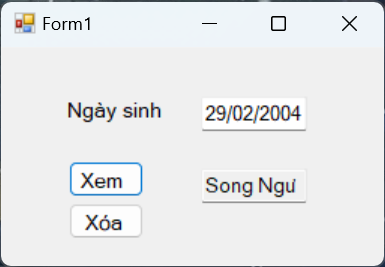 Form1
Ngày sinh 29/02/2004
Xem Song Ngư
Xóa